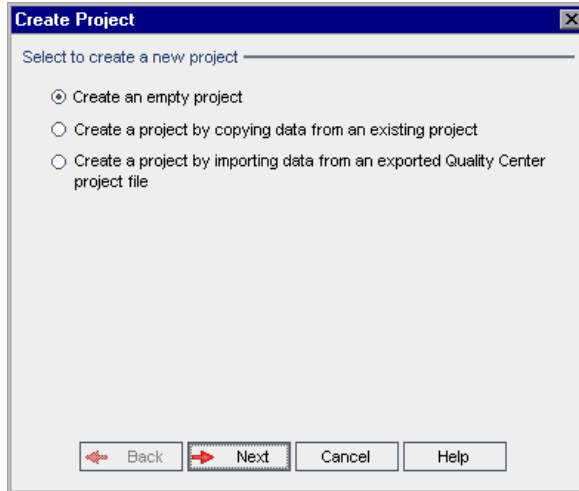 Create Project
Select to create a new project
Create an empty project
Create a project by copying data from an existing project
Create a project by importing data from an exported Quality Center
project file
Back Next Cancel Help